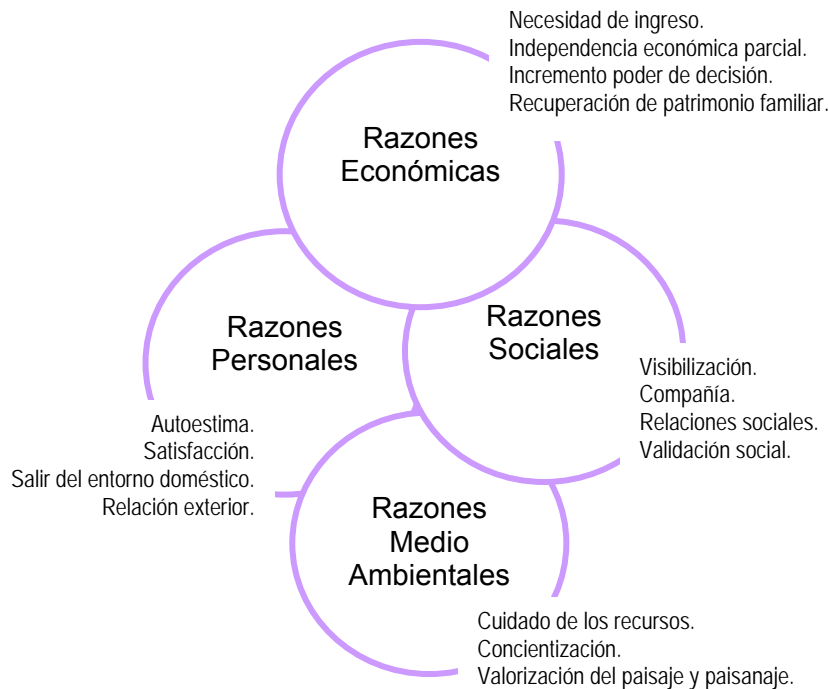 Necesidad de ingreso.
Independencia económica parcial.
Incremento poder de decisión.
Recuperación de patrimonio familiar.
Razones
Económicas
Razones
Personales
Razones
Sociales
Visibilización.
Compañía.
Relaciones sociales.
Validación social.
Autoestima.
Satisfacción.
Salir del entorno doméstico.
Relación exterior.
Razones
Medio
Ambientales
Cuidado de los recursos.
Concientización.
Valorización del paisaje y paisanaje.